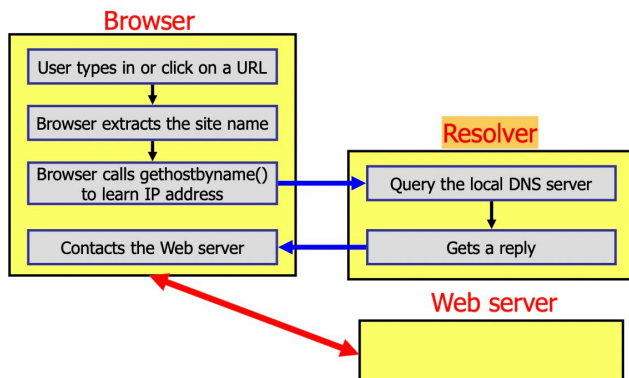 Browser
User types in or click on a URL
Browser extracts the site name
Browser calls gethostbyname()
to learn IP address
Contacts the Web server
Resolver
Query the local DNS server
Gets a reply
Web server